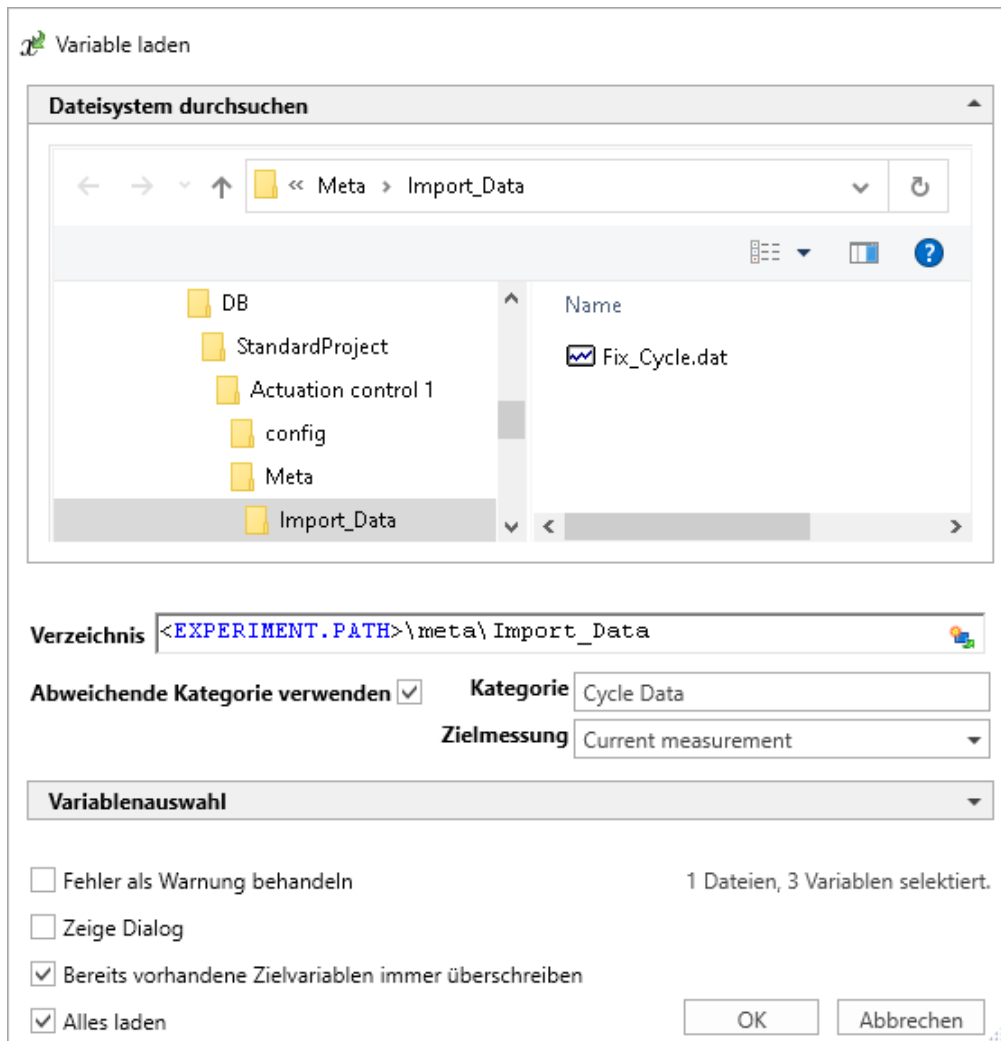 Variable laden
Dateisystem durchsuchen
« Meta > Import_Data
DB
StandardProject
Actuation control 1
config
Meta
Import_Data
Name
Fix_Cycle.dat
Verzeichnis <EXPERIMENT.PATH>\meta\Import_Data
Abweichende Kategorie verwenden Kategorie Cycle Data
Zielmessung Current measurement
Variablenauswahl
Fehler als Warnung behandeln 1 Dateien, 3 Variablen selektiert.
Zeige Dialog
Bereits vorhandene Zielvariablen immer überschreiben
Alles laden OK Abbrechen